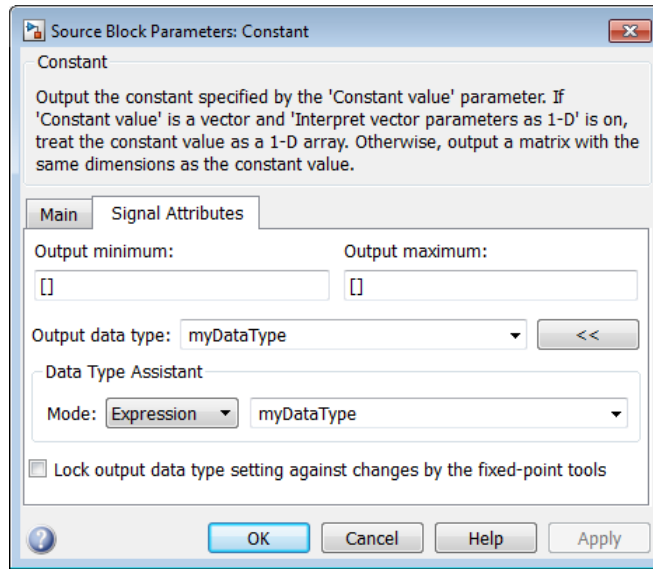 Source Block Parameters: Constant
Constant
Output the constant specified by the 'Constant value' parameter. If
'Constant value' is a vector and 'Interpret vector parameters as 1-D' is on,
treat the constant value as a 1-D array. Otherwise, output a matrix with the
same dimensions as the constant value.
Main Signal Attributes
Output minimum: Output maximum:
[] []
Output data type: myDataType <<
Data Type Assistant
Mode: Expression myDataType
Lock output data type setting against changes by the fixed-point tools
? OK Cancel Help Apply